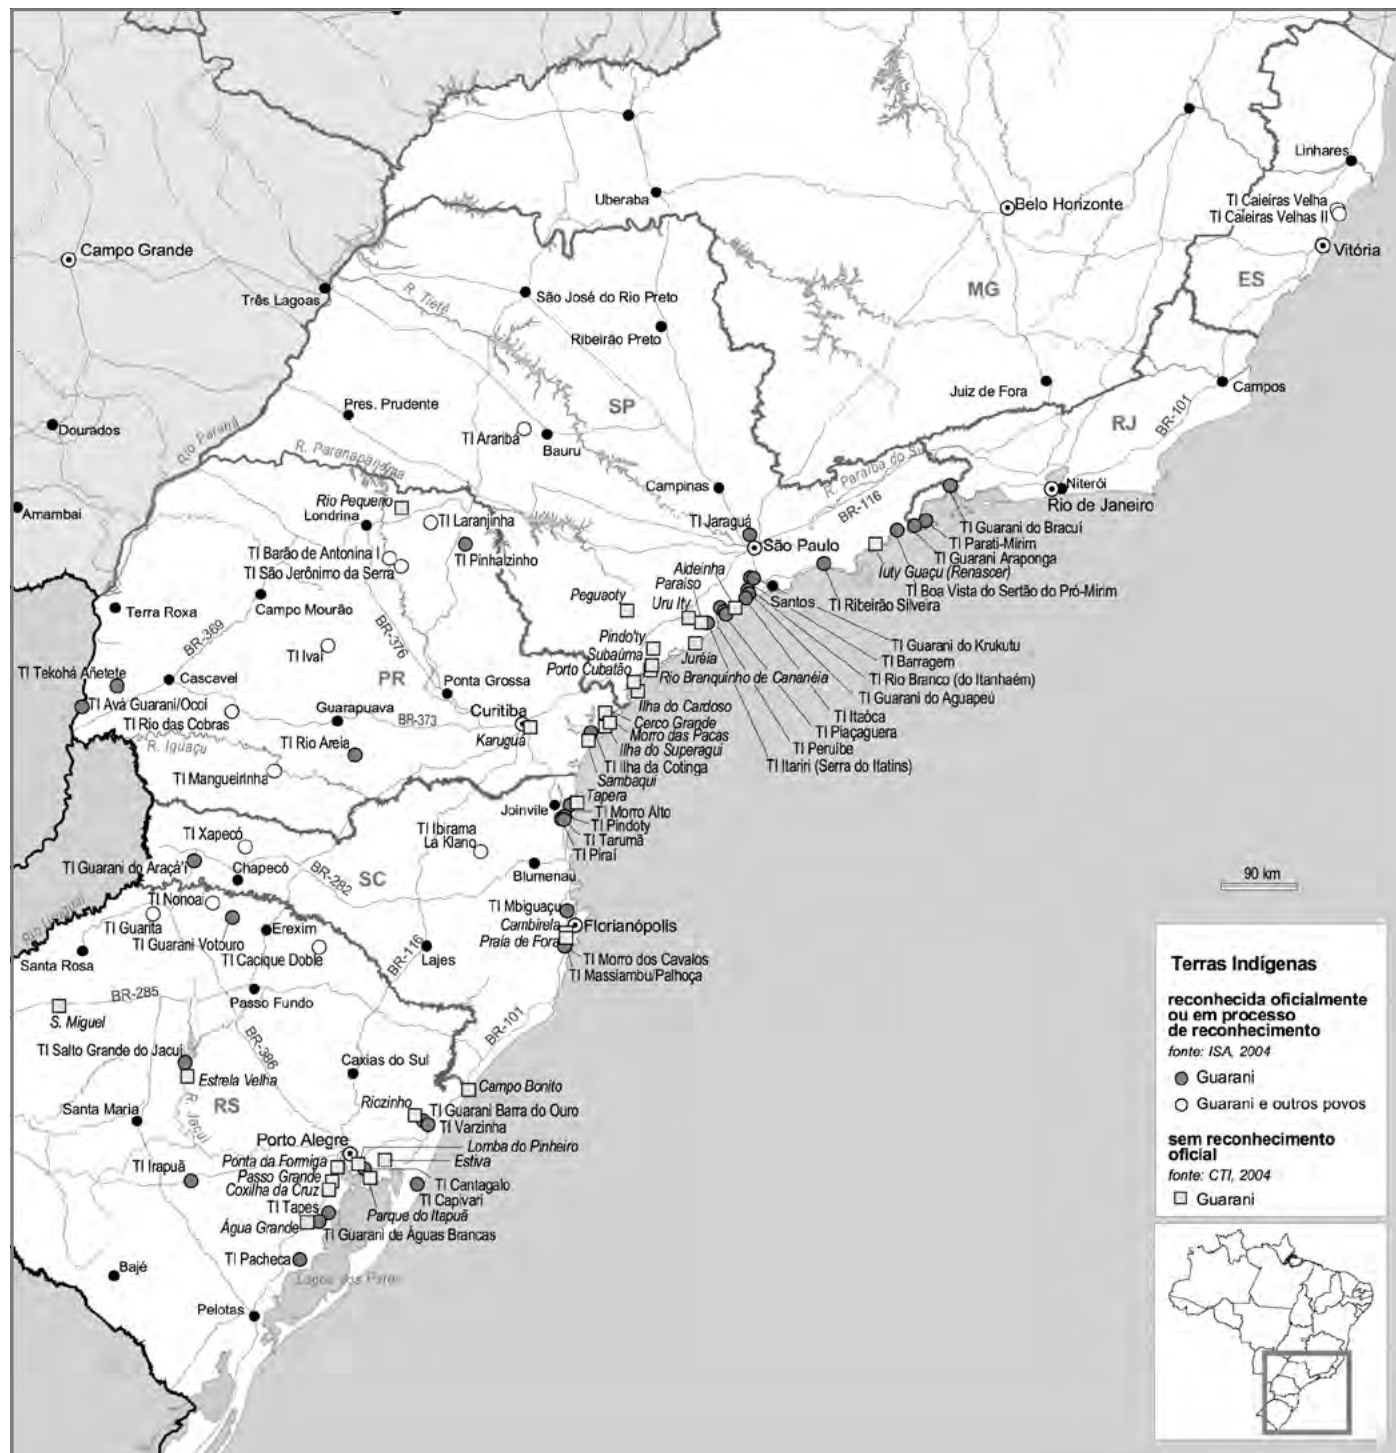 Linhares
Uberaba
Belo Horizonte
TI Caieiras Velha
TI Caieiras Velhas II
Vitória
Campo Grande
Três Lagoas
R. Tietê
São José do Rio Preto
MG
ES
Ribeirão Preto
Juiz de Fora
Campos
Pres. Prudente
SP
RJ
BR-101
Dourados
Rio Paraná
TI Araribá
Bauru
R. Paranapanema
R. Paraíba do Sul
Campinas
BR-116
Niterói
Rio de Janeiro
Rio Pequeno
Londrina
Amambai
TI Laranjinha
TI Jaraguá
São Paulo
TI Guarani do Bracuí
TI Parati-Mirim
TI Guarani Araponga
Iuty Guaçu (Renascer)
TI Boa Vista do Sertão do Pró-Mirim
TI Ribeirão Silveira
TI Barão de Antonina I
TI São Jerônimo da Serra
TI Pinhalzinho
Aldeinha
Paraíso
Peguaoty
Uru Ity
Santos
Terra Roxa
Campo Mourão
BR-369
BR-376
TI Ivaí
PR
Pindo'ty
Subaúma
Porto Cubatão
Juréia
Rio Branquinho de Cananéia
TI Guarani do Krukutu
TI Barragem
TI Rio Branco (do Itanhaém)
TI Guarani do Aguapeú
TI Itaóca
TI Piaçaguera
TI Peruíbe
TI Itariri (Serra do Itatins)
TI Tekohá Añetete
Cascavel
Ponta Grossa
TI Avá Guarani/Ocoí
TI Rio das Cobras
Guarapuava
BR-373
Curitiba
Karuguá
Ilha do Cardoso
Cerco Grande
Morro das Pacas
Ilha do Superagui
TI Ilha da Cotinga
Sambaqui
R. Iguaçu
TI Rio Areia
TI Mangueirinha
Tapera
Joinvile
TI Morro Alto
TI Pindoty
TI Tarumã
TI Piraí
TI Xapecó
TI Ibirama
Lá Klano
TI Guarani do Araçá'í
Chapecó
BR-282
SC
Blumenau
90 km
Rio Uruguai
TI Nonoai
TI Guarita
TI Guarani Votouro
Erexim
TI Cacique Doble
BR-116
Lajes
TI Mbiguaçu
Cambirela
Florianópolis
Praia de Fora
TI Morro dos Cavalos
TI Massiambu/Palhoça
Santa Rosa
BR-285
Passo Fundo
S. Miguel
BR-101
TI Salto Grande do Jacuí
BR-386
Estrela Velha
Caxias do Sul
Campo Bonito
Santa Maria
R. Jacuí
RS
Riozinho
TI Guarani Barra do Ouro
TI Varzinha
Porto Alegre
Lomba do Pinheiro
Ponta da Formiga
Estiva
TI Irapuã
Passo Grande
Coxilha da Cruz
TI Cantagalo
TI Capivari
TI Tapes
Parque do Itapuã
Água Grande
TI Guarani de Águas Brancas
TI Pacheca
Bajé
Lagoa dos Patos
Pelotas
Terras Indígenas
reconhecida oficialmente
ou em processo
de reconhecimento
fonte: ISA, 2004
Guarani
Guarani e outros povos
sem reconhecimento
oficial
fonte: CTI, 2004
Guarani